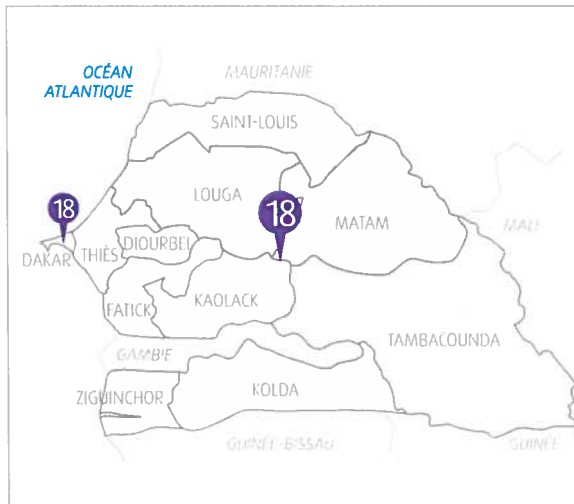 OCÉAN
ATLANTIQUE
MAURITANIE
SAINT-LOUIS
LOUGA
18
18
MATAM
MALI
DAKAR
THIÈS
DIOURBEL
FATICK
KAOLACK
TAMBACOUNDA
GAMBIE
ZIGUINCHOR
KOLDA
GUINÉE-BISSAU
GUINÉE